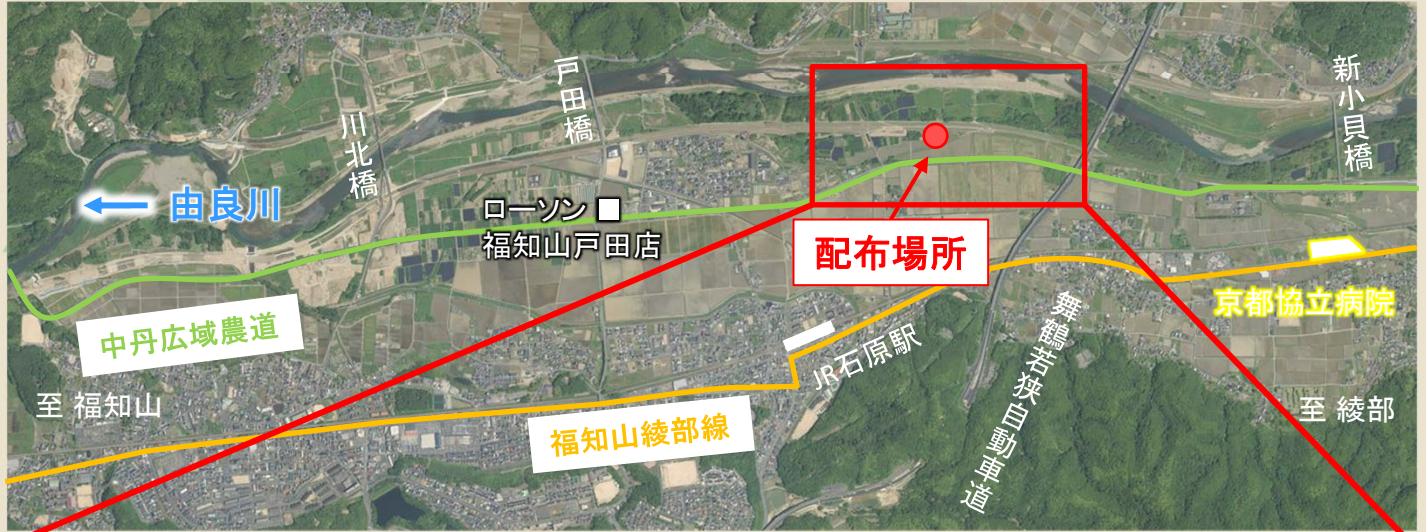 戸田橋
新小貝橋
川北橋
由良川
ローソン
福知山戸田店
配布場所
中丹広域農道
京都協立病院
舞鶴若狭自動車道
JR石原駅
至 福知山
至 綾部
福知山綾部線